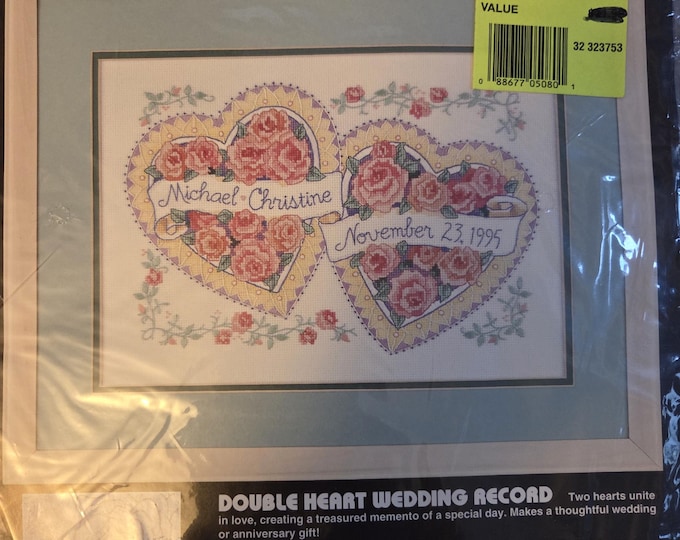 VALUE
32 323753
0 88677 05080 1
Michael Christine
November 23, 1995
DOUBLE HEART WEDDING RECORD Two hearts unite
in love, creating a treasured memento of a special day. Makes a thoughtful wedding
or anniversary gift!